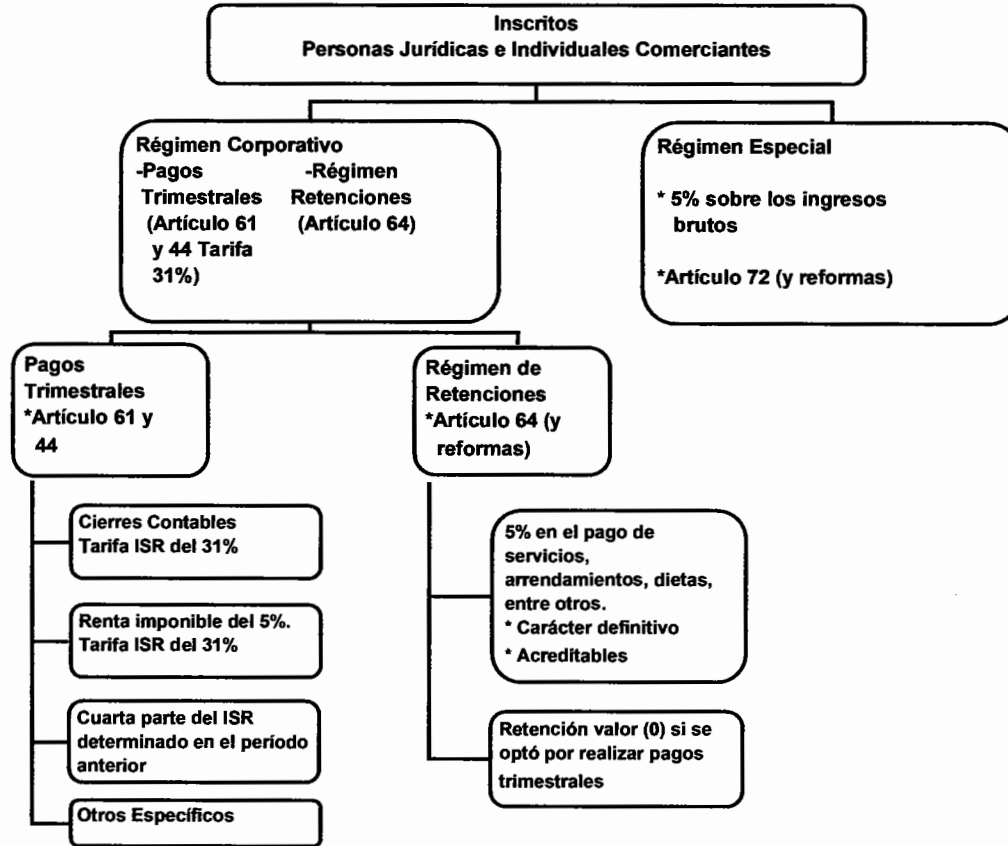 Inscritos
Personas Jurídicas e Individuales Comerciantes
Régimen Corporativo
-Pagos -Régimen
Trimestrales Retenciones
(Artículo 61 (Artículo 64)
y 44 Tarifa
31%)
Régimen Especial
* 5% sobre los ingresos
brutos
*Artículo 72 (y reformas)
Pagos
Trimestrales
*Artículo 61 y
44
Régimen de
Retenciones
*Artículo 64 (y
reformas)
Cierres Contables
Tarifa ISR del 31%
Renta imponible del 5%.
Tarifa ISR del 31%
Cuarta parte del ISR
determinado en el período
anterior
Otros Específicos
5% en el pago de
servicios,
arrendamientos, dietas,
entre otros.
* Carácter definitivo
* Acreditables
Retención valor (0) si se
optó por realizar pagos
trimestrales